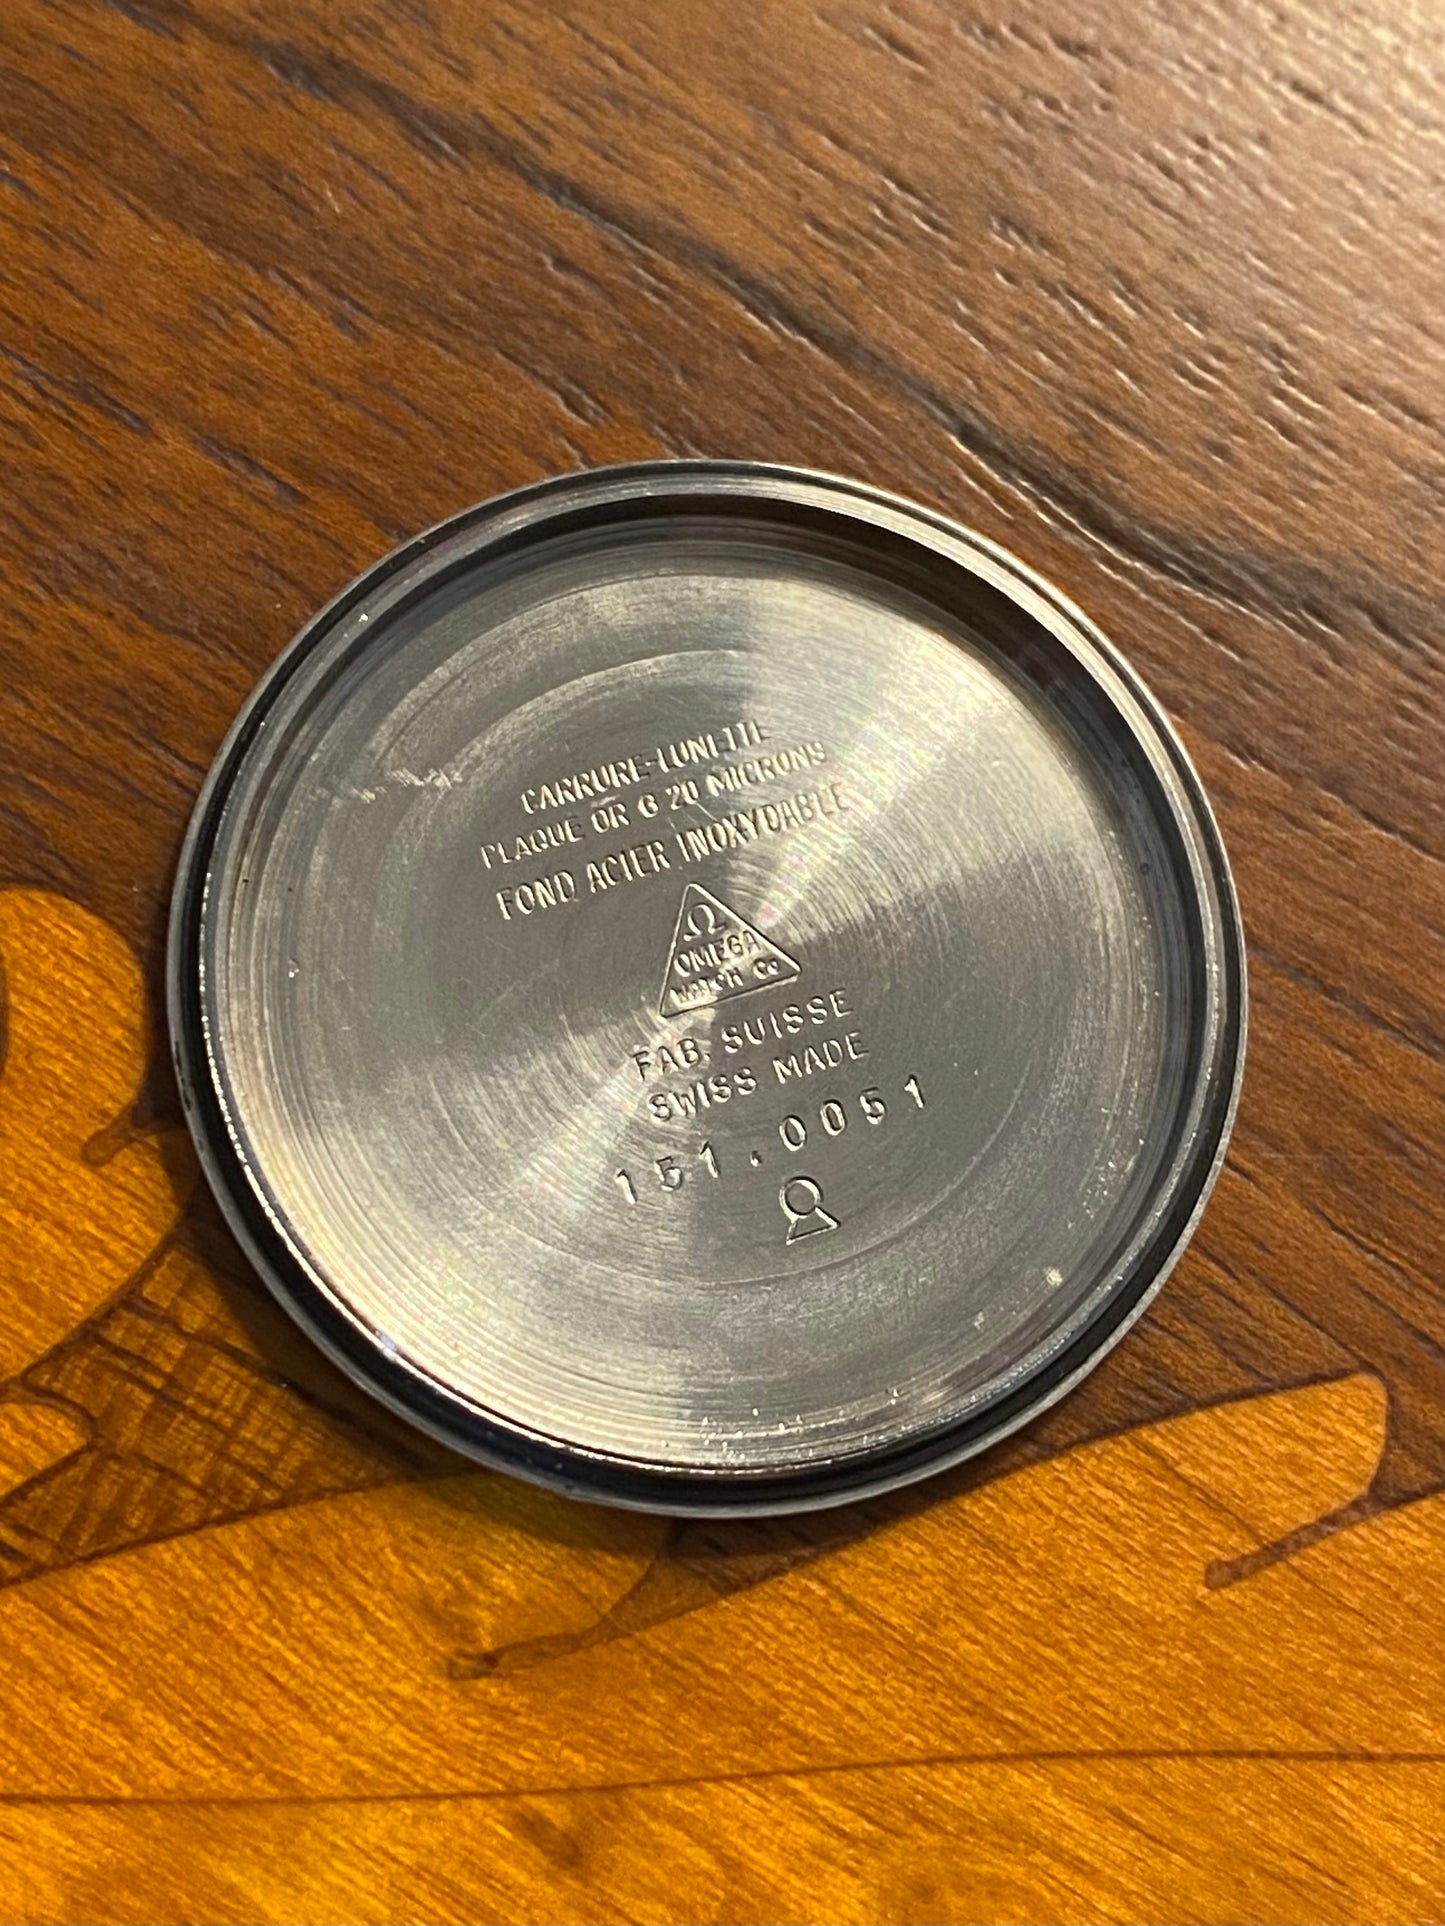 CARRURE-LUNETTE
PLAQUE OR G 20 MICRONS
FOND ACIER INOXYDABLE
Ω
OMEGA
WATCH Co
FAB. SUISSE
SWISS MADE
151.0051